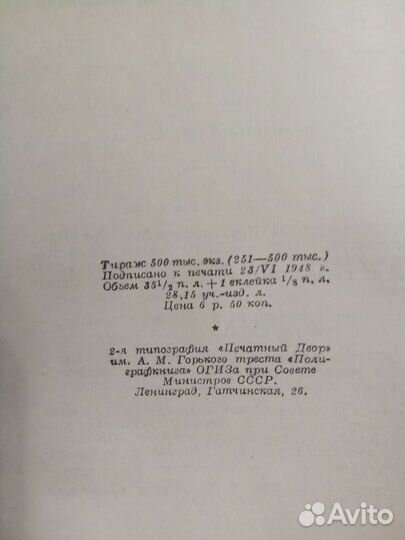 Тираж 500 тыс. экз. (251—500 тыс.)
Подписано к печати 23/VI 1948 г.
Объем 35 1/2 п. л. + 1 вклейка 1/8 п. л.
28,15 уч.-изд. л.
Цена 6 р. 50 коп.
*
2-я типография «Печатный Двор»
им. А. М. Горького треста «Поли-
графкнига» ОГИЗа при Совете
Министров СССР.
Ленинград, Гатчинская, 26.
Avito